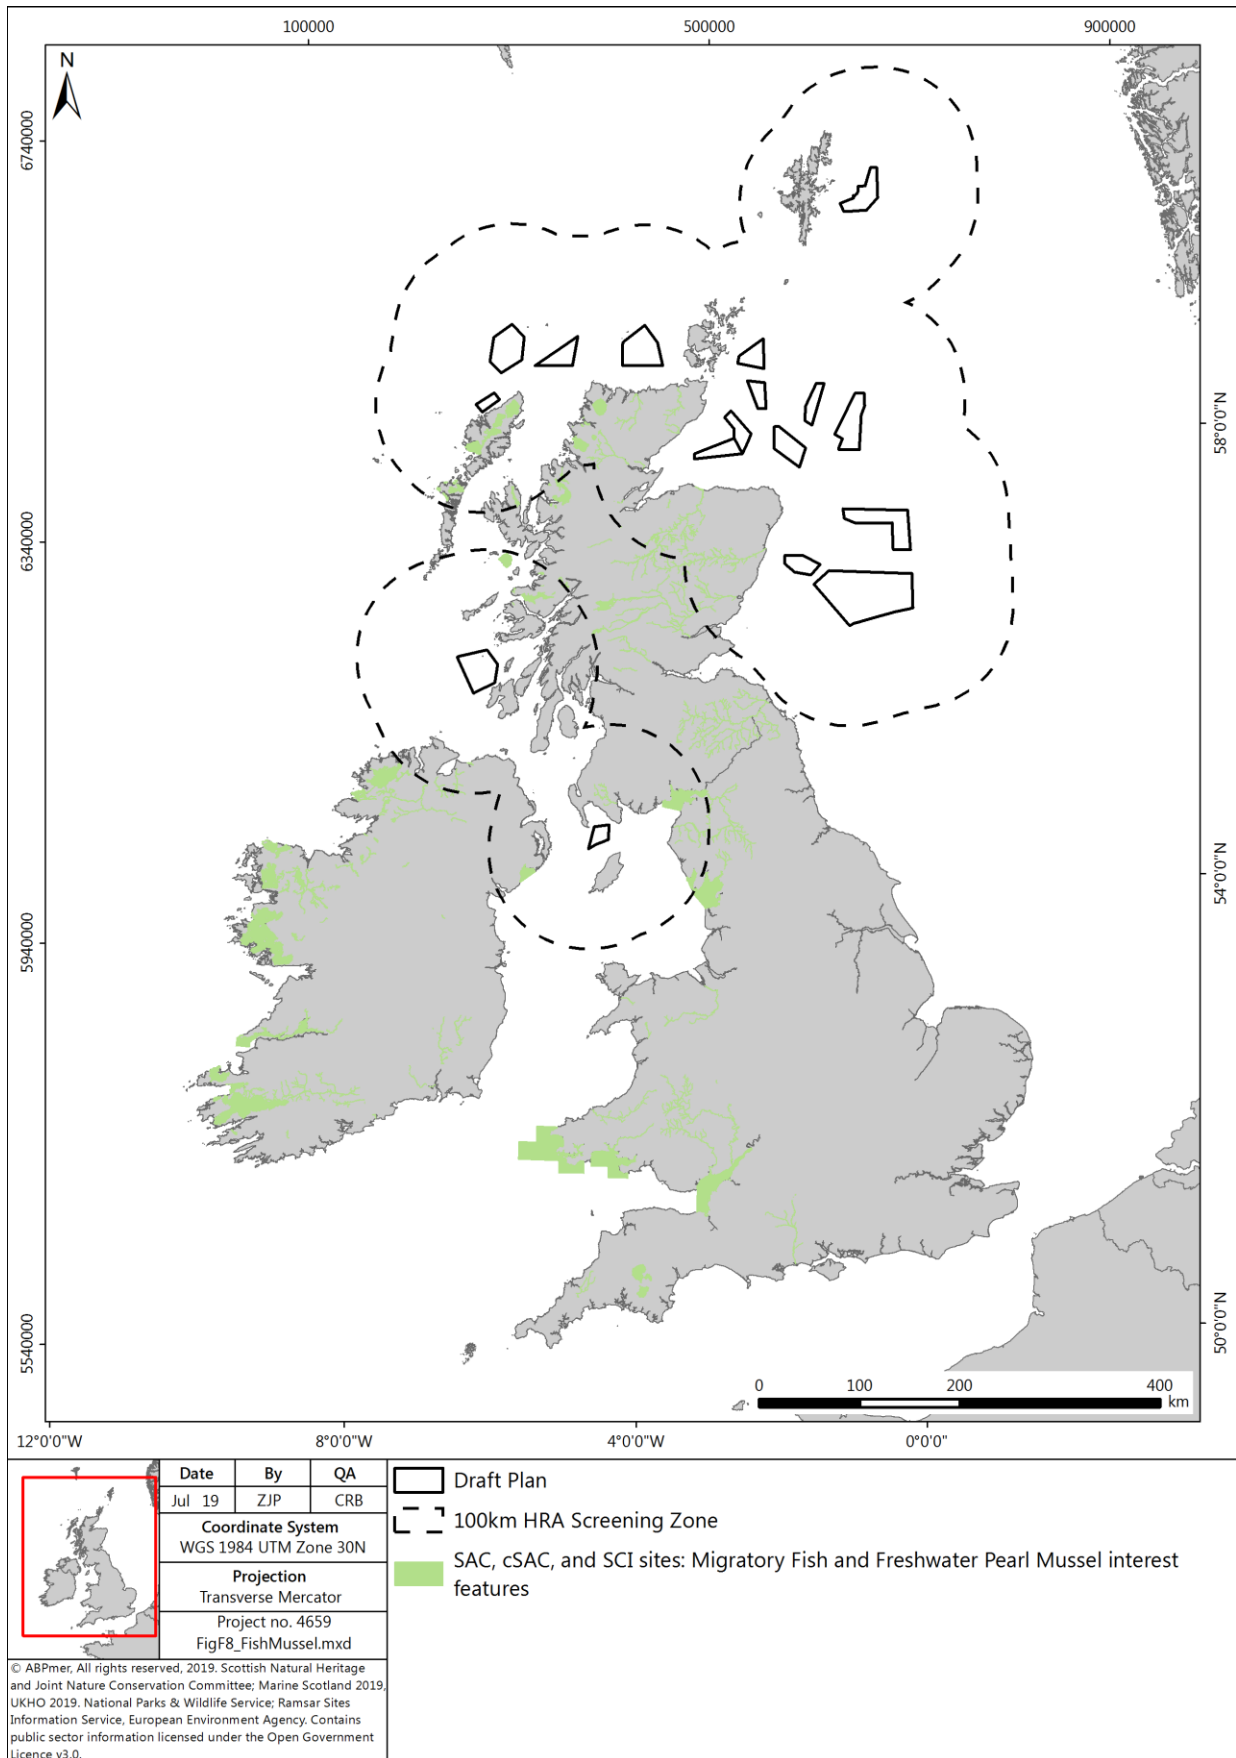 100000 500000 900000
N
6740000
6340000
5940000
5540000
58°0'0"N
54°0'0"N
50°0'0"N
0 100 200 400
km
12°0'0"W 8°0'0"W 4°0'0"W 0°0'0"
Date By QA
Jul 19 ZJP CRB
Coordinate System
WGS 1984 UTM Zone 30N
Projection
Transverse Mercator
Project no. 4659
FigF8_FishMussel.mxd
© ABPmer, All rights reserved, 2019. Scottish Natural Heritage
and Joint Nature Conservation Committee; Marine Scotland 2019,
UKHO 2019. National Parks & Wildlife Service; Ramsar Sites
Information Service, European Environment Agency. Contains
public sector information licensed under the Open Government
Licence v3.0.
Draft Plan
100km HRA Screening Zone
SAC, cSAC, and SCI sites: Migratory Fish and Freshwater Pearl Mussel interest
features